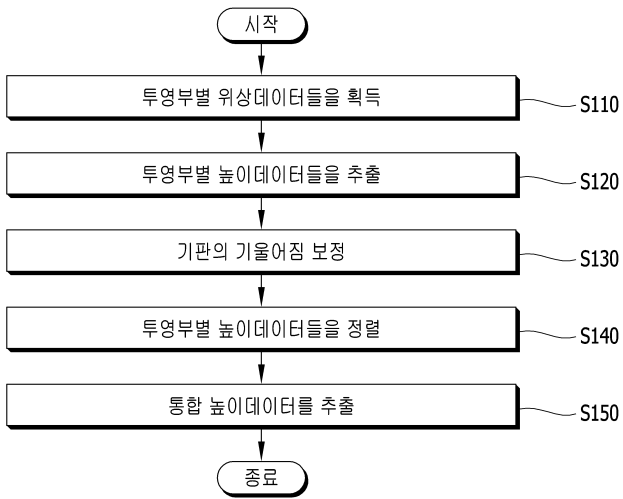 시작
투영부별 위상데이터들을 획득
S110
투영부별 높이데이터들을 추출
S120
기판의 기울어짐 보정
S130
투영부별 높이데이터들을 정렬
S140
통합 높이데이터를 추출
S150
종료